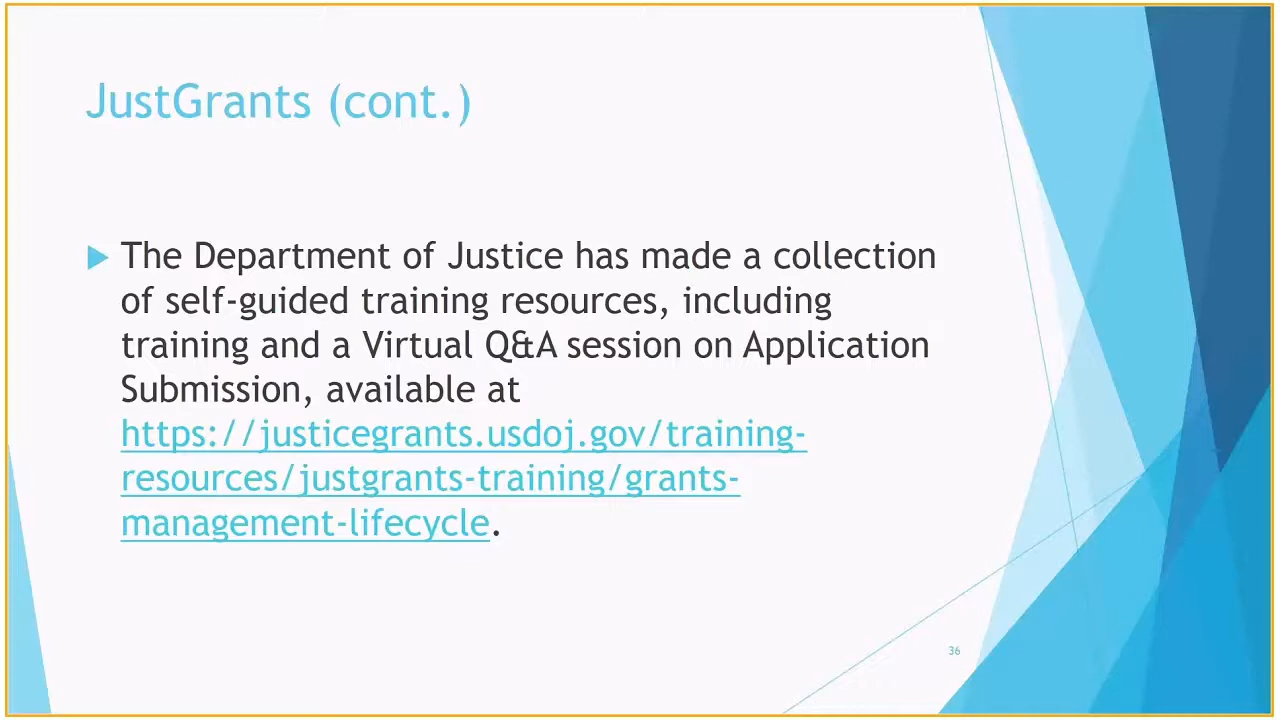 JustGrants (cont.)
The Department of Justice has made a collection
of self-guided training resources, including
training and a Virtual Q&A session on Application
Submission, available at
https://justicegrants.usdoj.gov/training-
resources/justgrants-training/grants-
management-lifecycle.
36